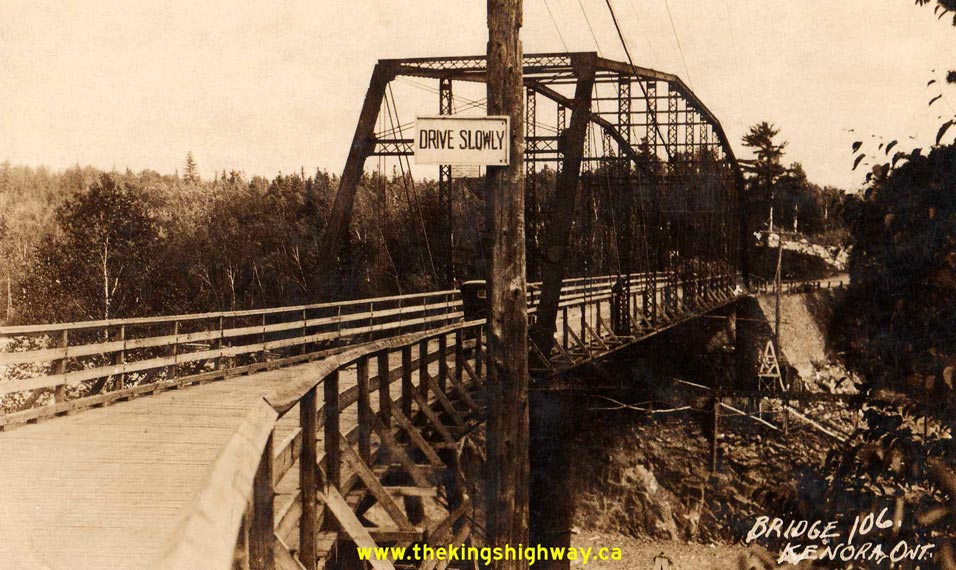 DRIVE SLOWLY
BRIDGE 106.
KENORA, ONT.
www.thekingshighway.ca